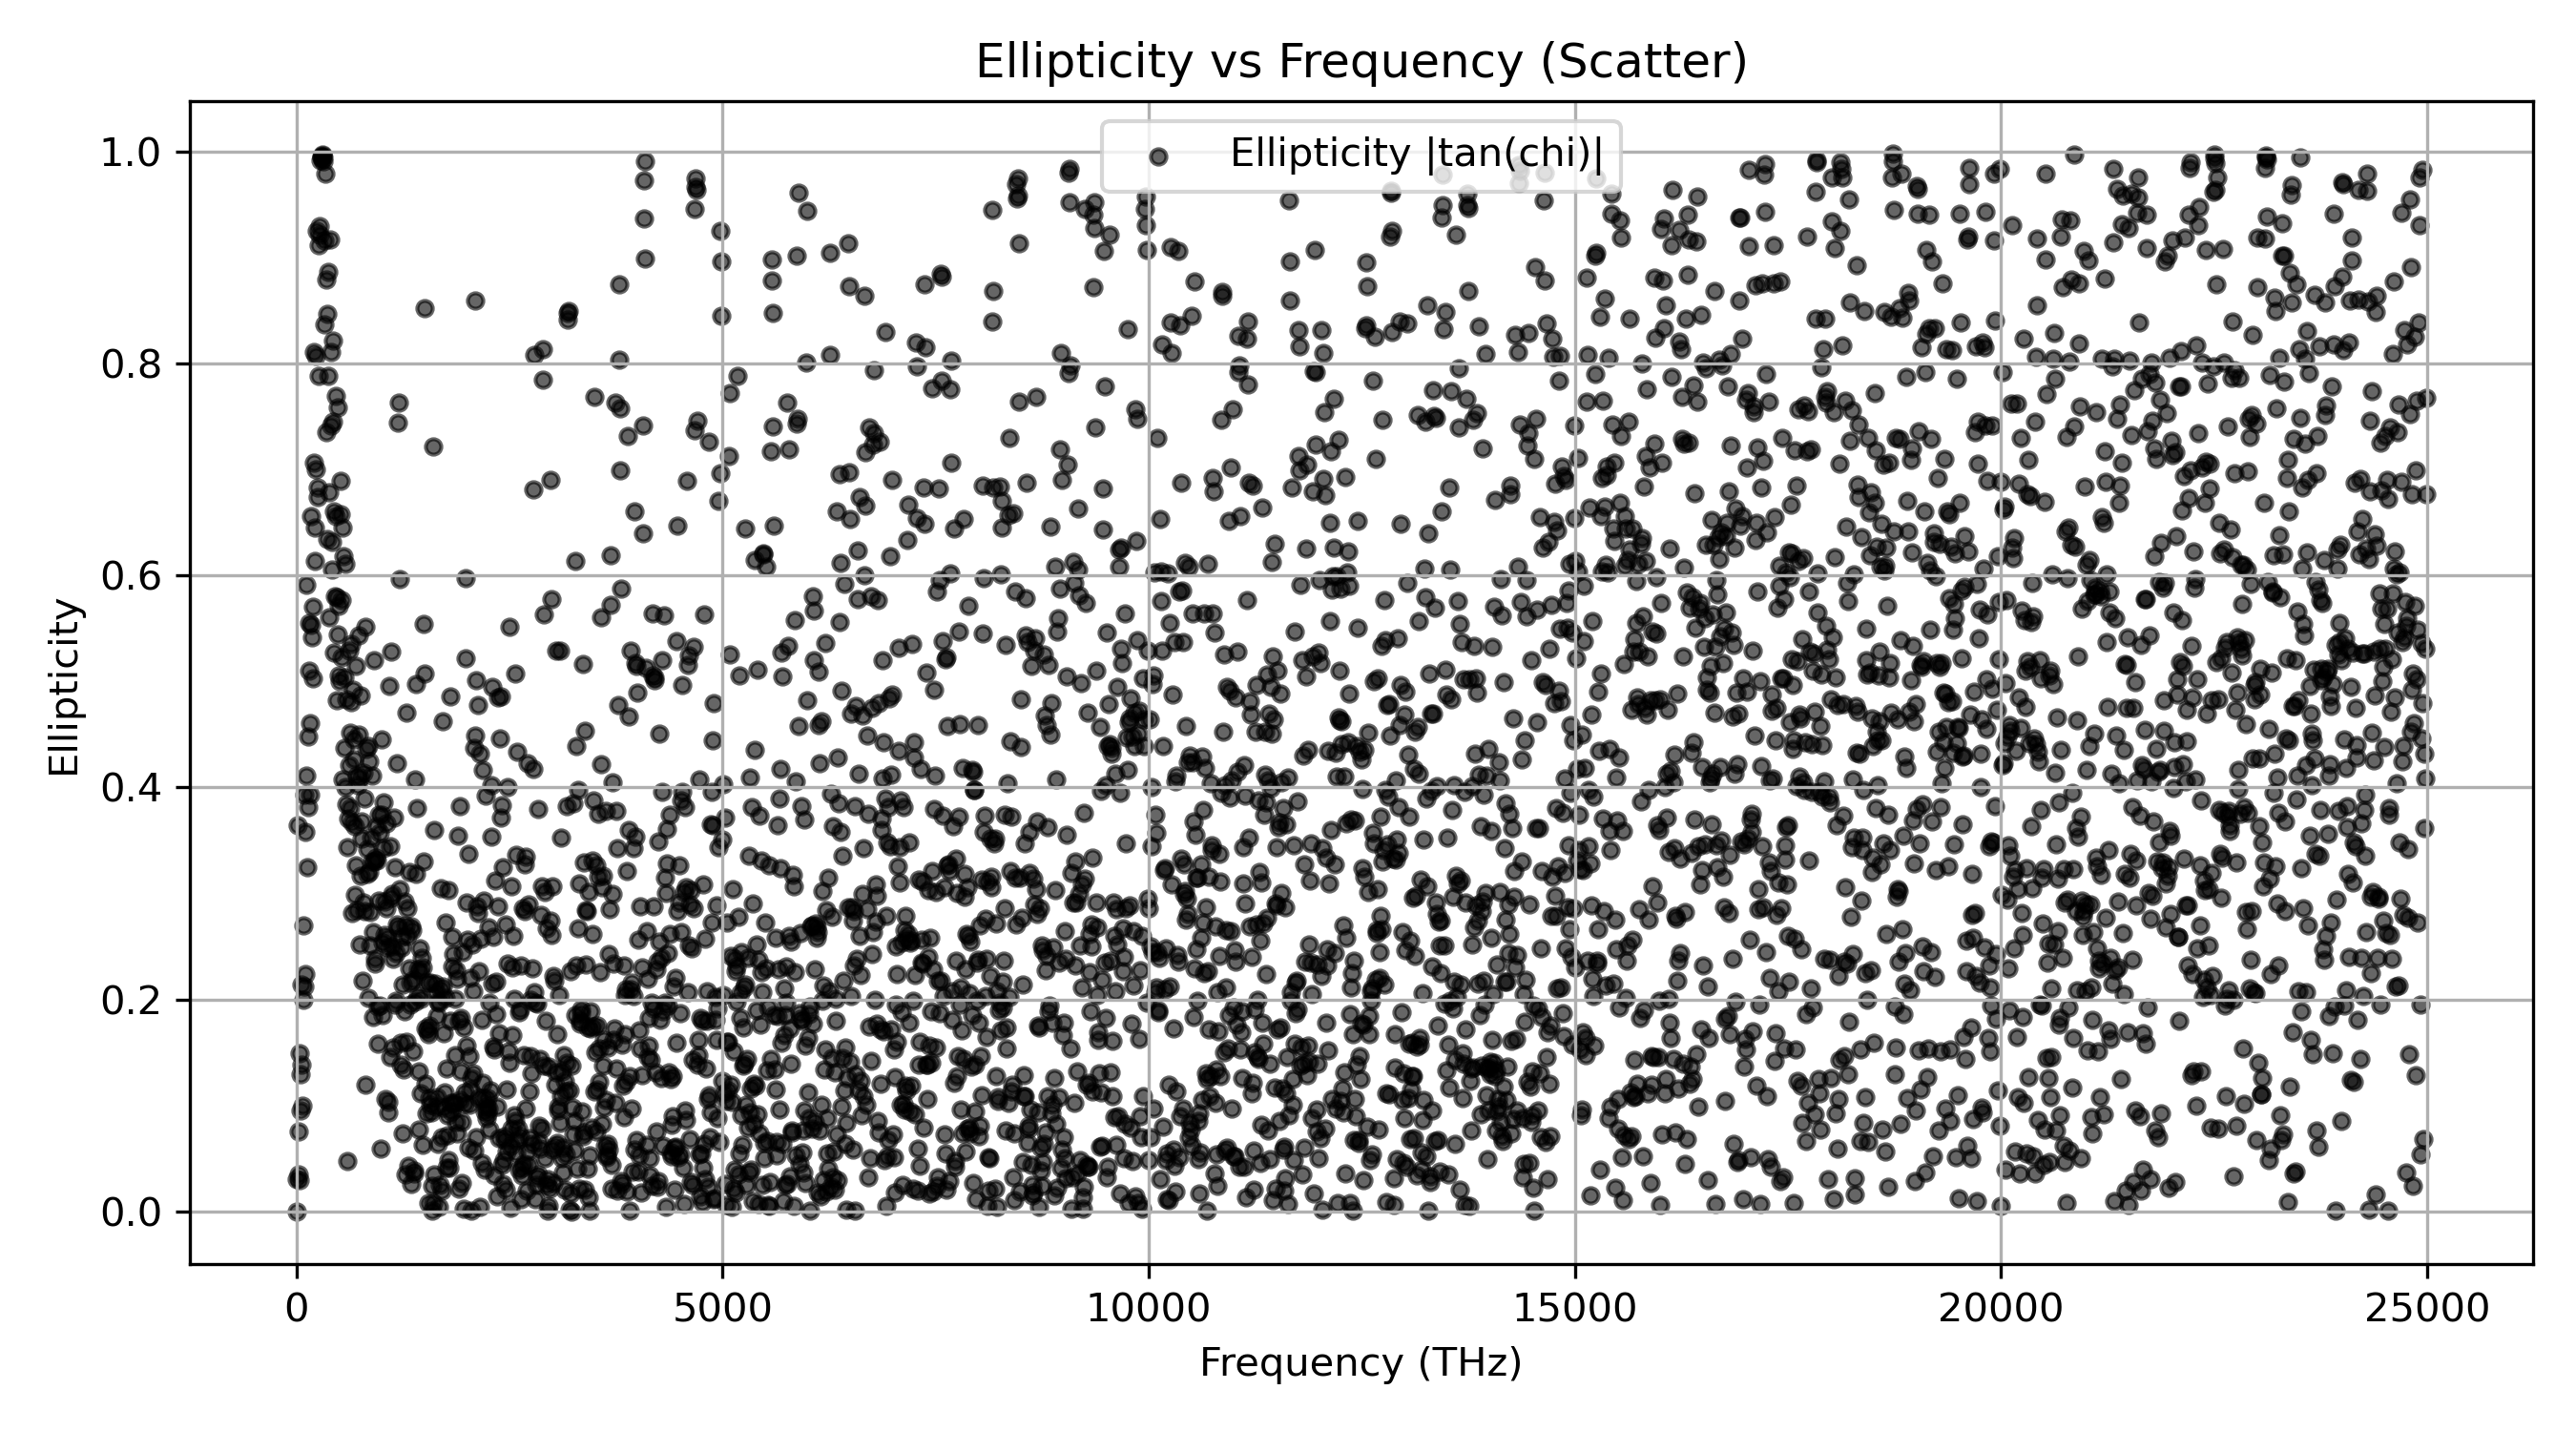 Ellipticity vs Frequency (Scatter)
Ellipticity |tan(chi)|
1.0
0.8
0.6
0.4
0.2
0.0
Ellipticity
0 5000 10000 15000 20000 25000
Frequency (THz)